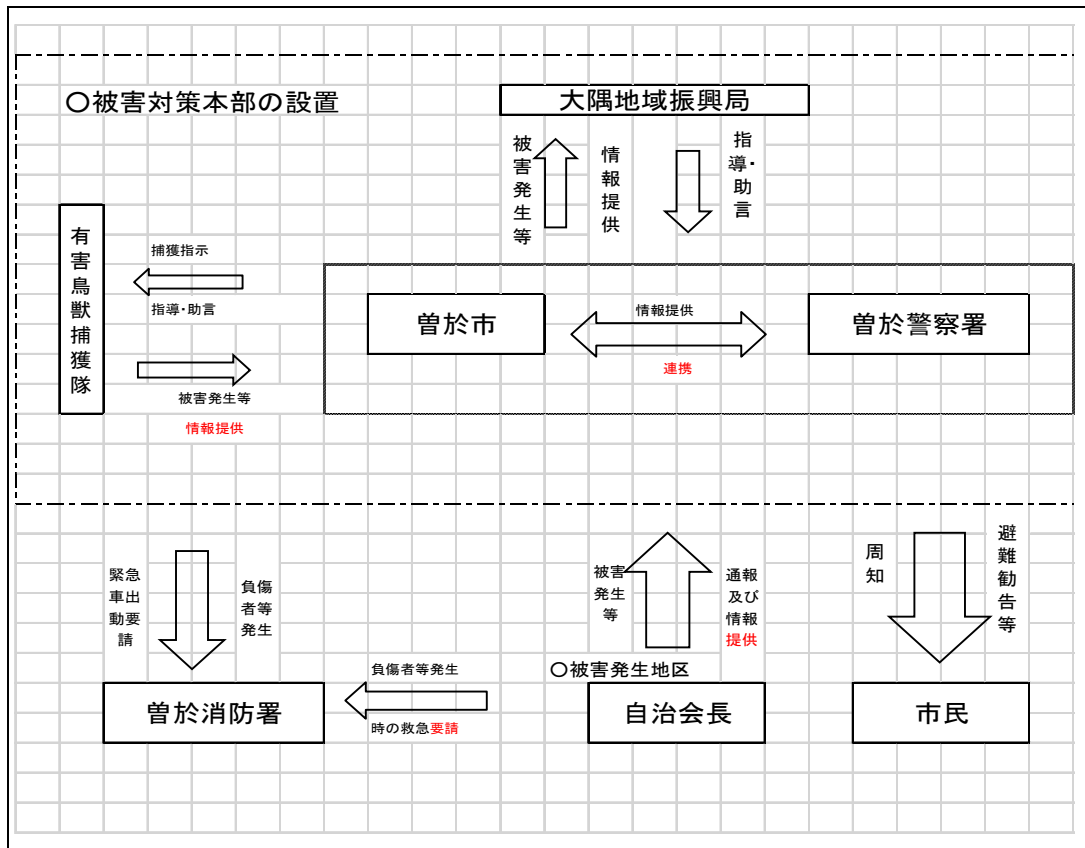 〇被害対策本部の設置
大隅地域振興局
被害発生等
情報提供
指導・助言
有害鳥獣捕獲隊
捕獲指示
指導・助言
被害発生等
情報提供
曽於市
情報提供
連携
曽於警察署
緊急
車出
動要
請
負傷
者等
発生
被害
発生
等
通報
及び
情報
提供
周知
避難勧告等
〇被害発生地区
負傷者等発生
時の救急要請
曽於消防署
自治会長
市民